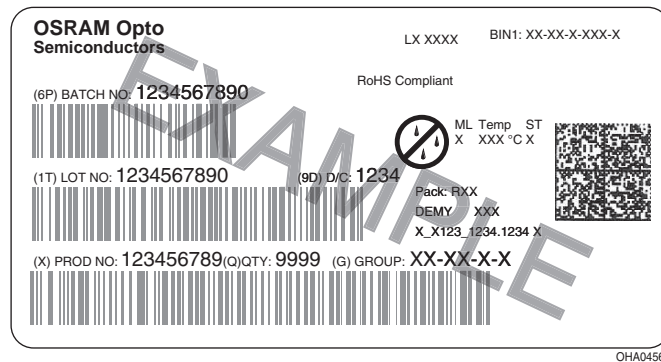 OSRAM Opto
Semiconductors
LX XXXX
BIN1: XX-XX-X-XXX-X
RoHS Compliant
(6P) BATCH NO: 1234567890
ML Temp ST
X XXX °C X
(1T) LOT NO: 1234567890 (9D) D/C: 1234
Pack: RXX
DEMY XXX
X_X123_1234.1234 X
(X) PROD NO: 123456789(Q)QTY: 9999 (G) GROUP: XX-XX-X-X
EXAMPLE
OHA04563